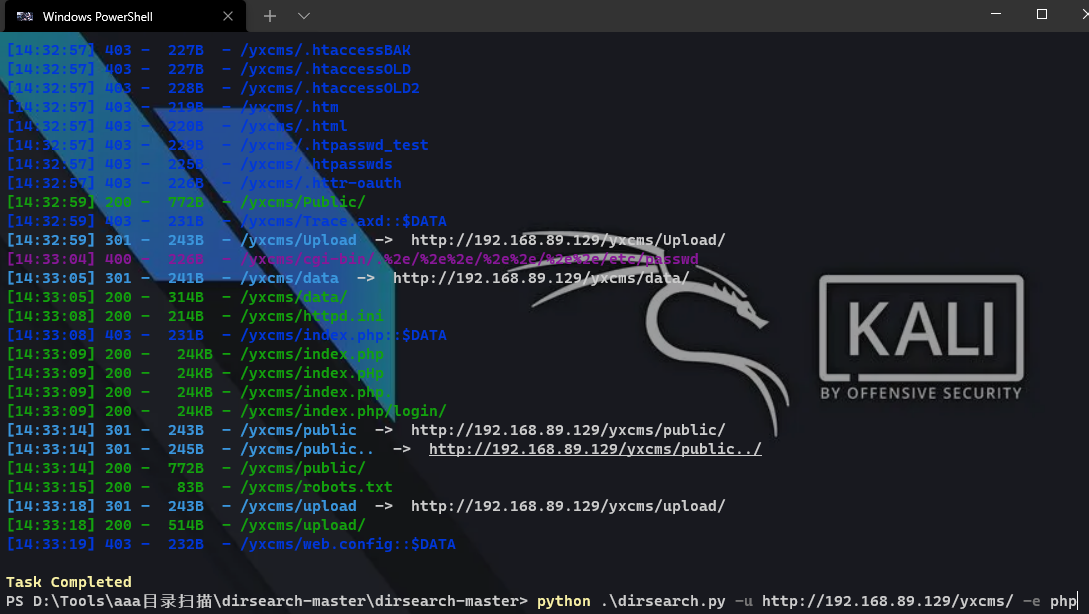 Windows PowerShell
[14:32:57] 403 -  227B  - /yxcms/.htaccessBAK
[14:32:57] 403 -  227B  - /yxcms/.htaccessOLD
[14:32:57] 403 -  228B  - /yxcms/.htaccessOLD2
[14:32:57] 403 -  219B  - /yxcms/.htm
[14:32:57] 403 -  220B  - /yxcms/.html
[14:32:57] 403 -  229B  - /yxcms/.htpasswd_test
[14:32:57] 403 -  225B  - /yxcms/.htpasswds
[14:32:57] 403 -  226B  - /yxcms/.httr-oauth
[14:32:59] 200 -  772B  - /yxcms/Public/
[14:32:59] 403 -  231B  - /yxcms/Trace.axd::$DATA
[14:32:59] 301 -  243B  - /yxcms/Upload  ->  http://192.168.89.129/yxcms/Upload/
[14:33:04] 400 -  226B  - /yxcms/cgi-bin/.%2e/%2e%2e/%2e%2e/%2e%2e/etc/passwd
[14:33:05] 301 -  241B  - /yxcms/data  ->  http://192.168.89.129/yxcms/data/
[14:33:05] 200 -  314B  - /yxcms/data/
[14:33:08] 200 -  214B  - /yxcms/httpd.ini
[14:33:08] 403 -  231B  - /yxcms/index.php::$DATA
[14:33:09] 200 -   24KB - /yxcms/index.php
[14:33:09] 200 -   24KB - /yxcms/index.pHp
[14:33:09] 200 -   24KB - /yxcms/index.php.
[14:33:09] 200 -   24KB - /yxcms/index.php/login/
[14:33:14] 301 -  243B  - /yxcms/public  ->  http://192.168.89.129/yxcms/public/
[14:33:14] 301 -  245B  - /yxcms/public..  ->  http://192.168.89.129/yxcms/public../
[14:33:14] 200 -  772B  - /yxcms/public/
[14:33:15] 200 -   83B  - /yxcms/robots.txt
[14:33:18] 301 -  243B  - /yxcms/upload  ->  http://192.168.89.129/yxcms/upload/
[14:33:18] 200 -  514B  - /yxcms/upload/
[14:33:19] 403 -  232B  - /yxcms/web.config::$DATA
KALI
BY OFFENSIVE SECURITY
Task Completed
PS D:\Tools\aaa目录扫描\dirsearch-master\dirsearch-master> python .\dirsearch.py -u http://192.168.89.129/yxcms/ -e php